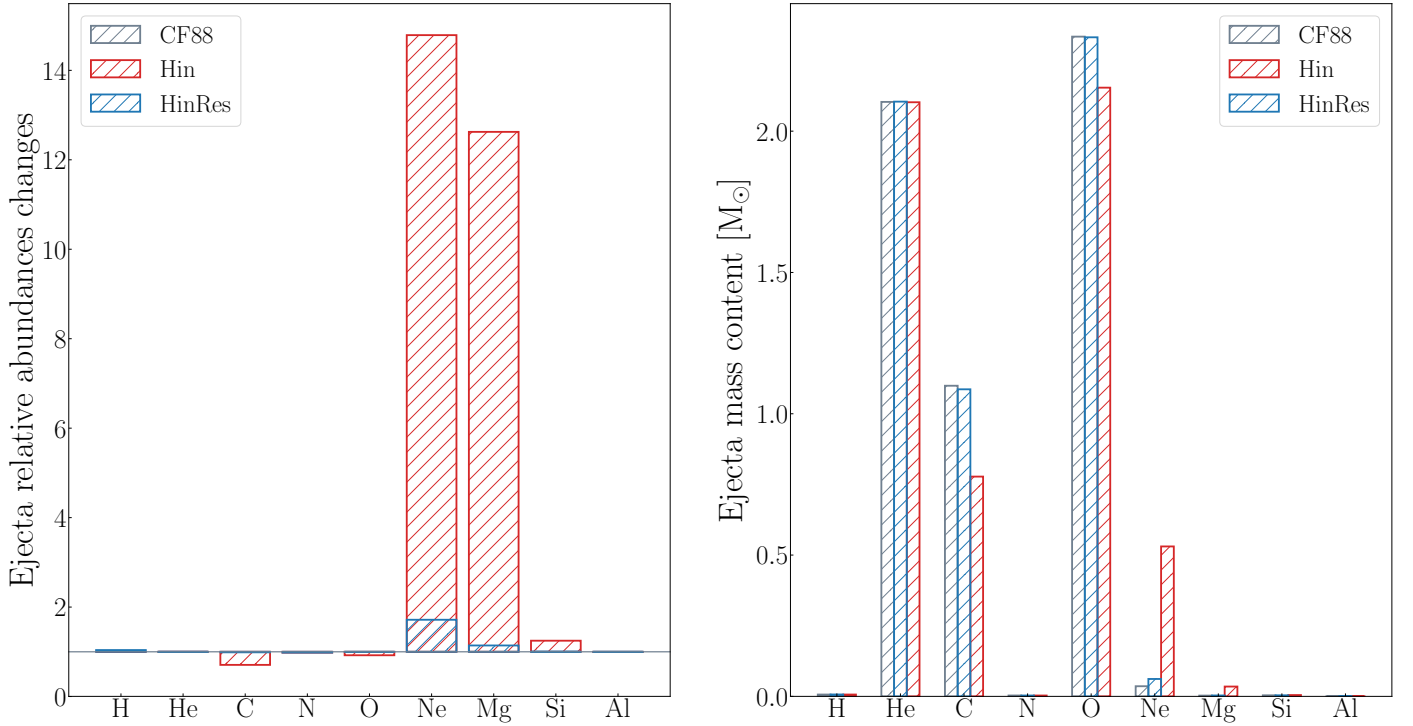 Ejecta relative abundances changes
14
12
10
8
6
4
2
0
CF88
Hin
HinRes
H He C N O Ne Mg Si Al
Ejecta mass content [M⊙]
2.0
1.5
1.0
0.5
0.0
CF88
Hin
HinRes
H He C N O Ne Mg Si Al